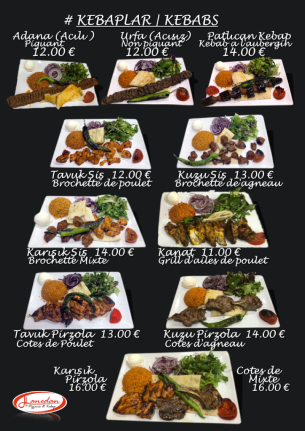 # KEBAPLAR | KEBABS
Adana (Acılı )
Piquant
12.00 €
Urfa (Acısız)
Non piquant
12.00 €
Patlıcan Kebap
Kebab a l'aubergin
14.00 €
Tavuk Şiş 12.00 €
Brochette de poulet
Kuzu Şiş 13.00 €
Brochette de agneau
Karışık Şiş 14.00 €
Brochette Mixte
Kanat 11.00 €
Grill d'ailes de poulet
Tavuk Pirzola 13.00 €
Cotes de Poulet
Kuzu Pirzola 14.00 €
Cotes d'agneau
Karışık
Pirzola
16.00 €
Cotes de
Mixte
16.00 €
Hanedan